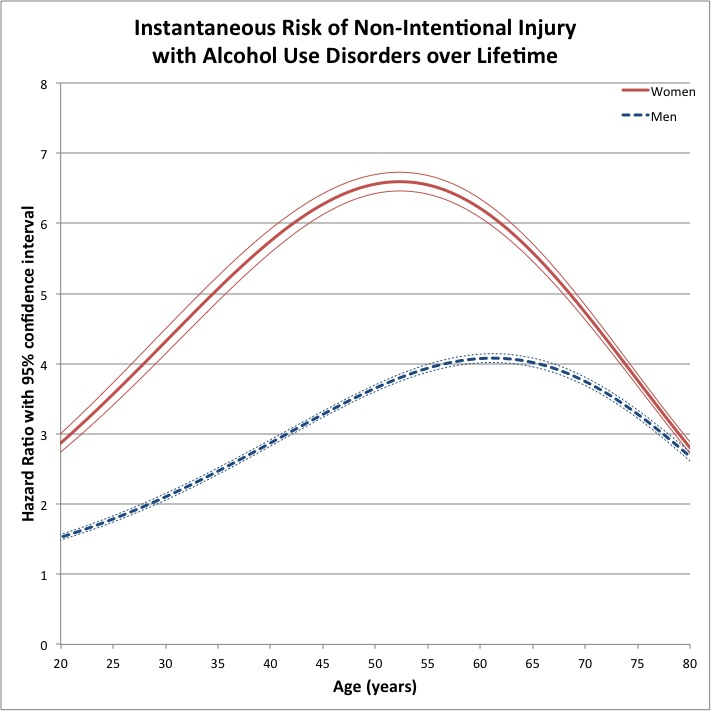 Instantaneous Risk of Non-Intentional Injury
with Alcohol Use Disorders over Lifetime
Women
Men
Hazard Ratio with 95% confidence interval
8
7
6
5
4
3
2
1
0
20 25 30 35 40 45 50 55 60 65 70 75 80
Age (years)